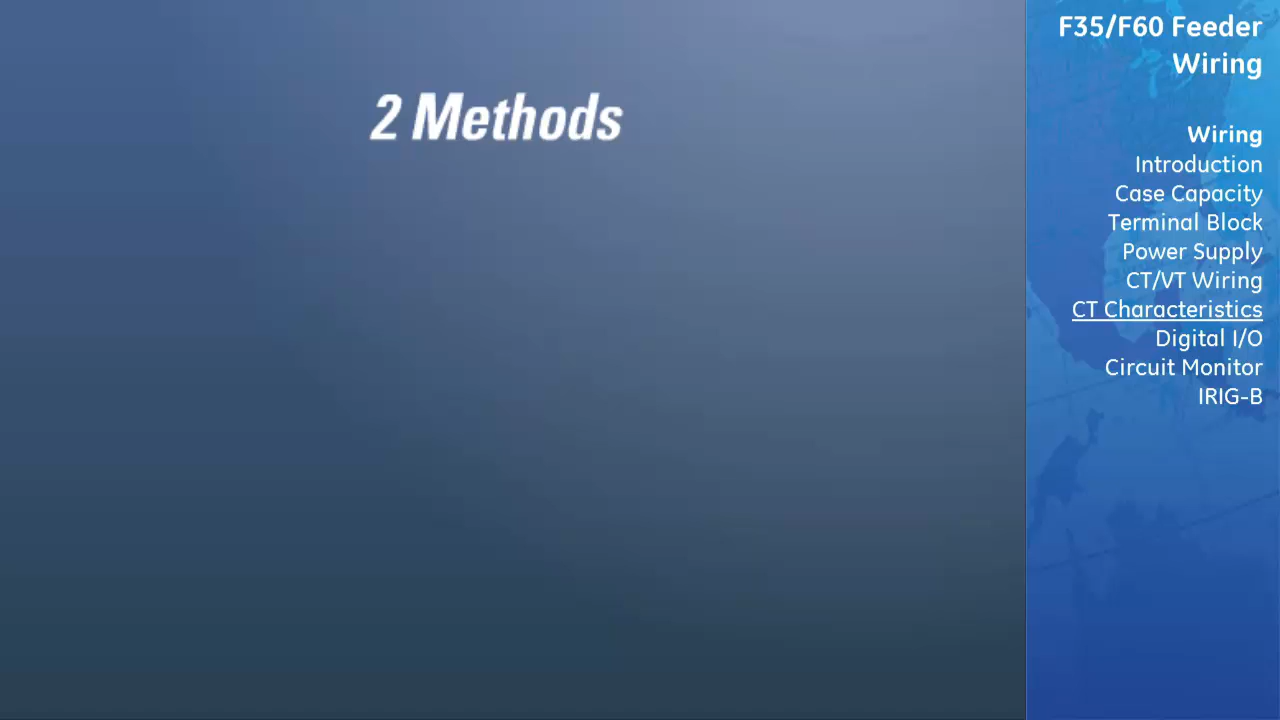 2 Methods
F35/F60 Feeder
Wiring
Wiring
Introduction
Case Capacity
Terminal Block
Power Supply
CT/VT Wiring
CT Characteristics
Digital I/O
Circuit Monitor
IRIG-B